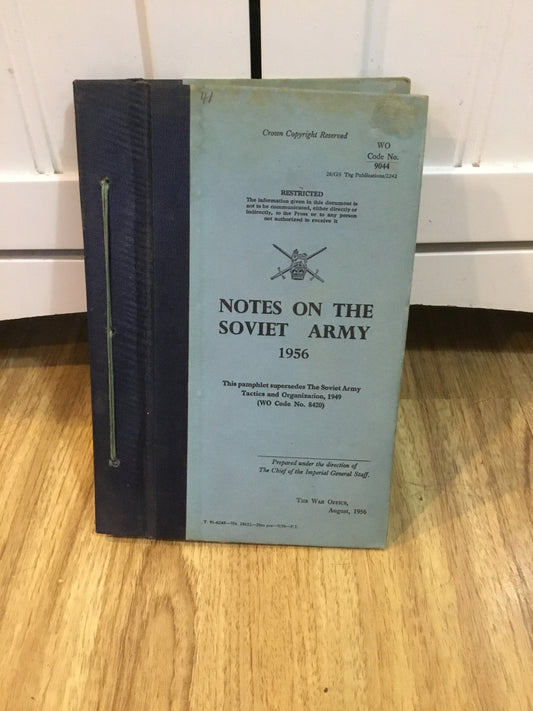 41
Crown Copyright Reserved
WO
Code No.
9044
26/GS Trg Publications/2242
RESTRICTED
The information given in this document is
not to be communicated, either directly or
indirectly, to the Press or to any person
not authorized to receive it
NOTES ON THE
SOVIET ARMY
1956
This pamphlet supersedes The Soviet Army
Tactics and Organization, 1949
(WO Code No. 8420)
Prepared under the direction of
The Chief of the Imperial General Staff.
THE WAR OFFICE,
August, 1956